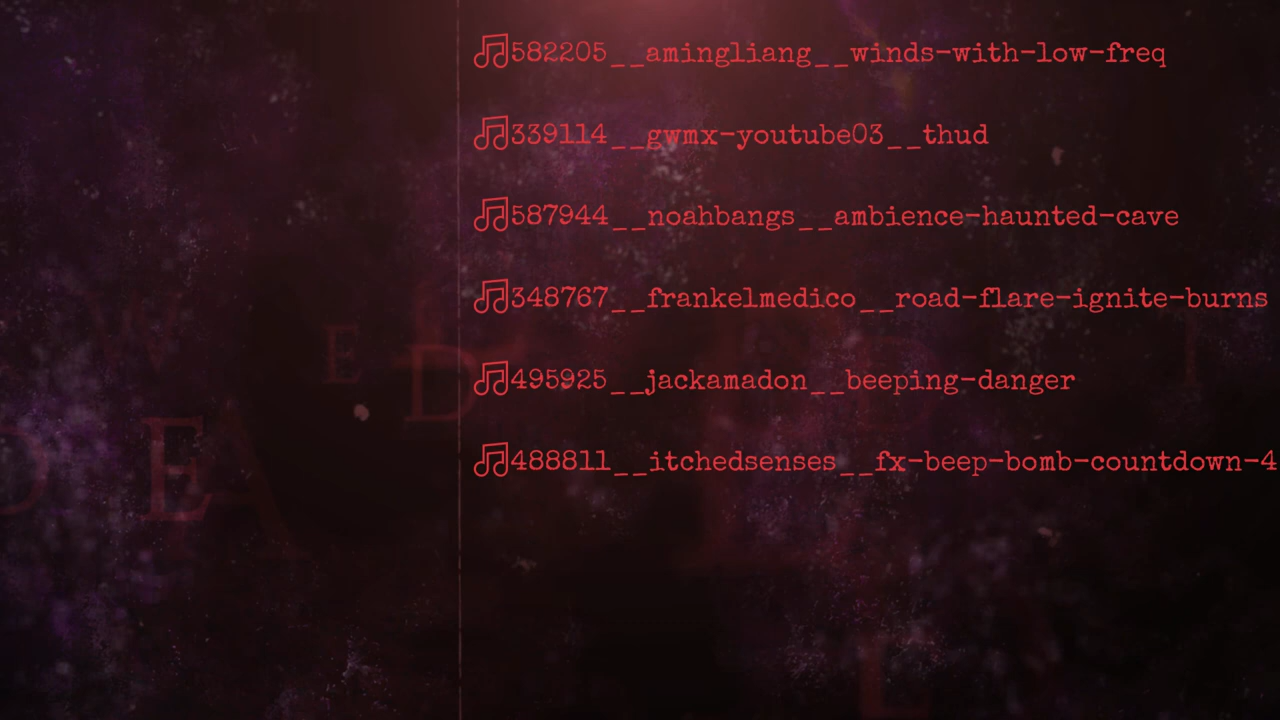 ♫582205__amingliang__winds-with-low-freq
♫339114__gwmx-youtube03__thud
♫587944__noahbangs__ambience-haunted-cave
♫348767__frankelmedico__road-flare-ignite-burns
♫495925__jackamadon__beeping-danger
♫488811__itchedsenses__fx-beep-bomb-countdown-4